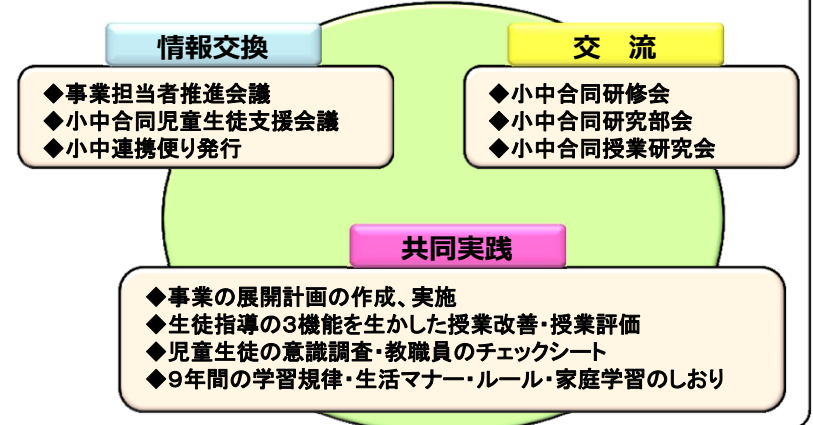 情報交換
◆事業担当者推進会議
◆小中合同児童生徒支援会議
◆小中連携便り発行
交　流
◆小中合同研修会
◆小中合同研究部会
◆小中合同授業研究会
共同実践
◆事業の展開計画の作成、実施
◆生徒指導の３機能を生かした授業改善・授業評価
◆児童生徒の意識調査・教職員のチェックシート
◆９年間の学習規律・生活マナー・ルール・家庭学習のしおり